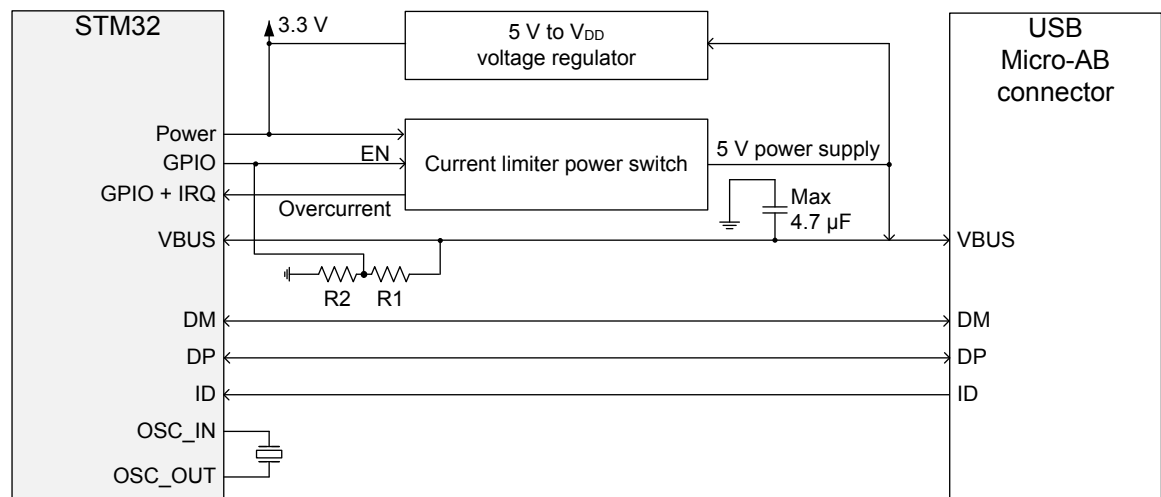 STM32
3.3 V
5 V to VDD
voltage regulator
USB
Micro-AB
connector
Power
GPIO
EN
GPIO + IRQ
Overcurrent
Current limiter power switch
5 V power supply
Max
4.7 µF
VBUS
VBUS
R2
R1
DM
DM
DP
DP
ID
ID
OSC_IN
OSC_OUT